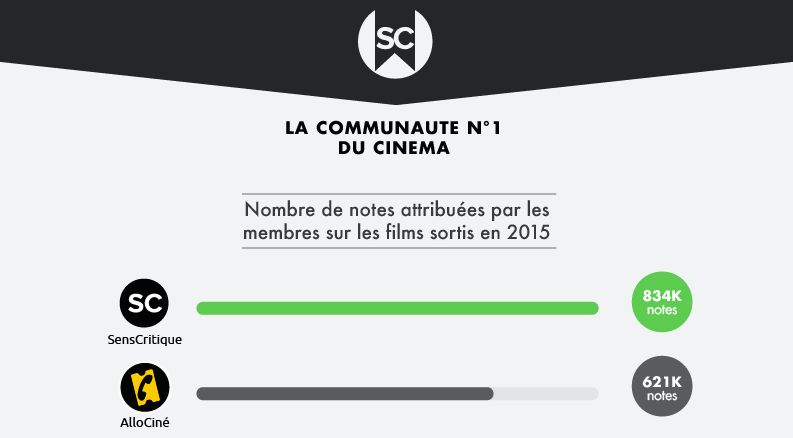 SC
LA COMMUNAUTE N°1
DU CINEMA
Nombre de notes attribuées par les
membres sur les films sortis en 2015
SC
834K
notes
SensCritique
621K
notes
AlloCiné